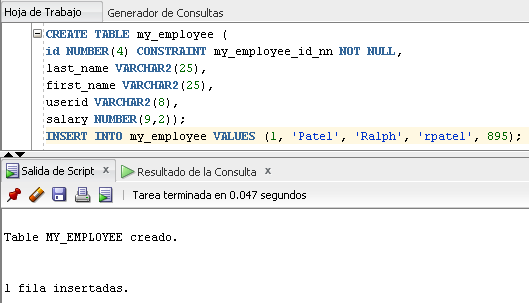 Hoja de Trabajo Generador de Consultas
CREATE TABLE my_employee (
id NUMBER(4) CONSTRAINT my_employee_id_nn NOT NULL,
last_name VARCHAR2(25),
first_name VARCHAR2(25),
userid VARCHAR2(8),
salary NUMBER(9,2));
INSERT INTO my_employee VALUES (1, 'Patel', 'Ralph', 'rpatel', 895);
Salida de Script x Resultado de la Consulta x
Tarea terminada en 0.047 segundos
Table MY_EMPLOYEE creado.
1 fila insertadas.